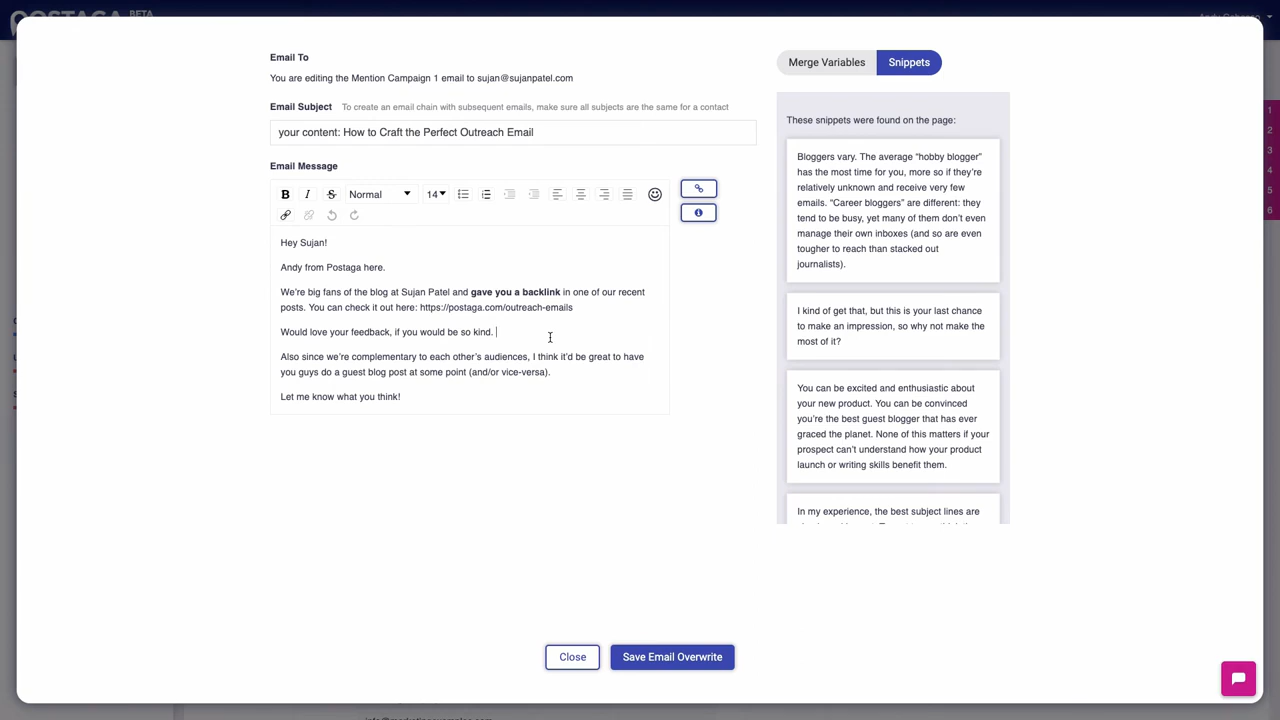 POSTAGA BETA
Email To
You are editing the Mention Campaign 1 email to sujan@sujanpatel.com
Email Subject To create an email chain with subsequent emails, make sure all subjects are the same for a contact
your content: How to Craft the Perfect Outreach Email
Email Message
B I S Normal 14
Hey Sujan!
Andy from Postaga here.
We're big fans of the blog at Sujan Patel and gave you a backlink in one of our recent
posts. You can check it out here: https://postaga.com/outreach-emails
Would love your feedback, if you would be so kind.
Also since we're complementary to each other's audiences, I think it'd be great to have
you guys do a guest blog post at some point (and/or vice-versa).
Let me know what you think!
Merge Variables Snippets
These snippets were found on the page:
Bloggers vary. The average “hobby blogger”
has the most time for you, more so if they're
relatively unknown and receive very few
emails. “Career bloggers” are different: they
tend to be busy, yet many of them don't even
manage their own inboxes (and so are even
tougher to reach than stacked out
journalists).
I kind of get that, but this is your last chance
to make an impression, so why not make the
most of it?
You can be excited and enthusiastic about
your new product. You can be convinced
you're the best guest blogger that has ever
graced the planet. None of this matters if your
prospect can't understand how your product
launch or writing skills benefit them.
In my experience, the best subject lines are
Close Save Email Overwrite
1
2
3
4
5
6